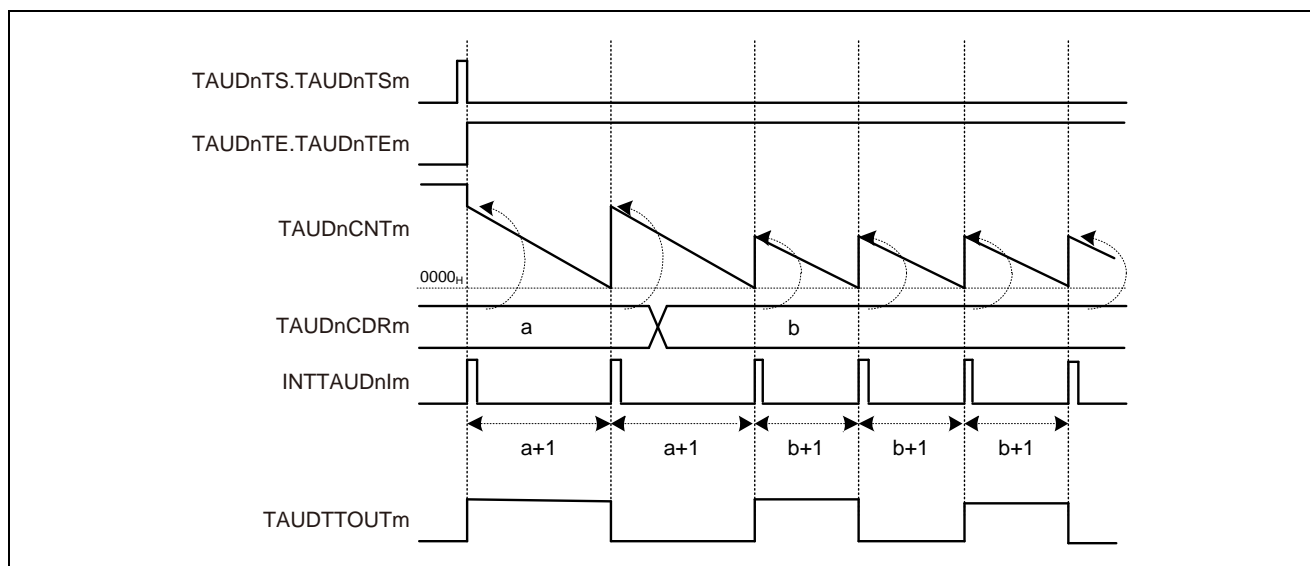 TAUDnTS.TAUDnTSm
TAUDnTE.TAUDnTEm
TAUDnCNTm
0000H
TAUDnCDRm
a
b
INTTAUDnIm
a+1
a+1
b+1
b+1
b+1
TAUDTTOUTm